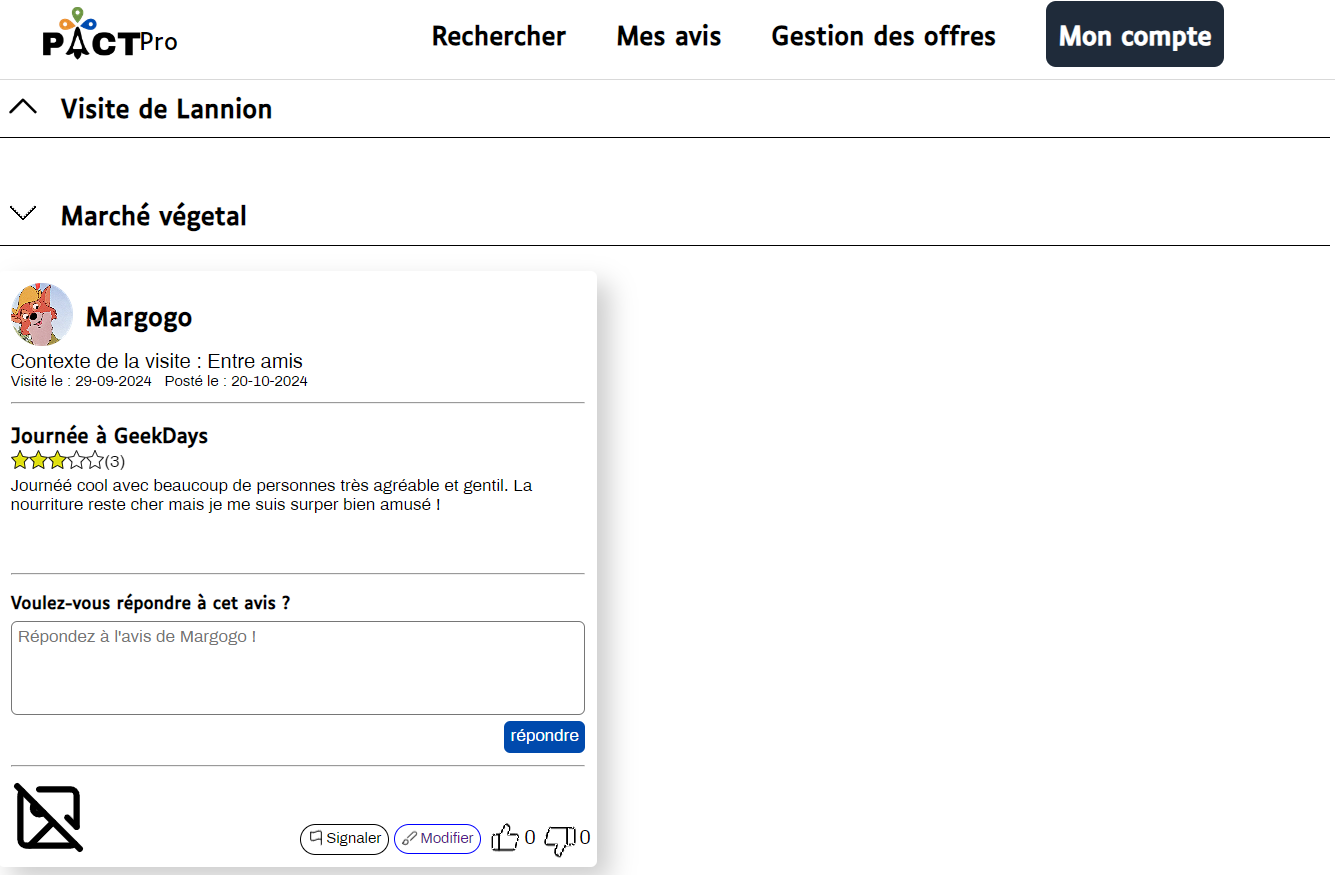 PACTPro
Rechercher
Mes avis
Gestion des offres
Mon compte
Visite de Lannion
Marché végetal
Margogo
Contexte de la visite : Entre amis
Visité le : 29-09-2024 Posté le : 20-10-2024
Journée à GeekDays
(3)
Journéé cool avec beaucoup de personnes très agréable et gentil. La
nourriture reste cher mais je me suis surper bien amusé !
Voulez-vous répondre à cet avis ?
Répondez à l'avis de Margogo !
répondre
Signaler
Modifier
0
0